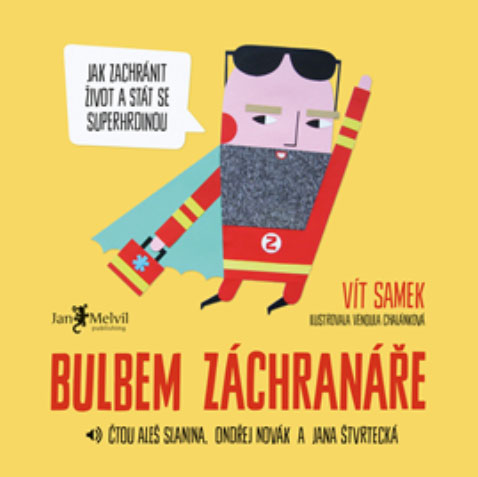 JAK ZACHRÁNIT
ŽIVOT A STÁT SE
SUPERHRDINOU
Z
VÍT SAMEK
ILUSTROVALA VENDULA CHALÁNKOVÁ
Jan Melvil
publishing
BULBEM ZÁCHRANÁŘE
ČTOU ALEŠ SLANINA, ONDŘEJ NOVÁK A JANA ŠTVRTECKÁ